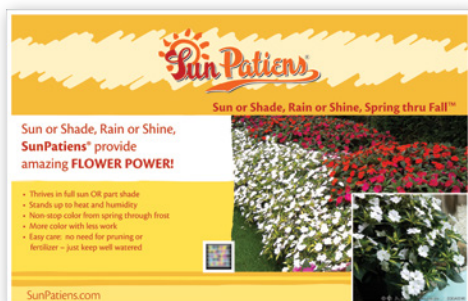 SunPatiens®
Sun or Shade, Rain or Shine, Spring thru Fall™
Sun or Shade, Rain or Shine,
SunPatiens® provide
amazing FLOWER POWER!
• Thrives in full sun OR part shade
• Stands up to heat and humidity
• Non-stop color from spring through frost
• More color with less work
• Easy care: no need for pruning or
fertilizer – just keep well watered
SunPatiens.com